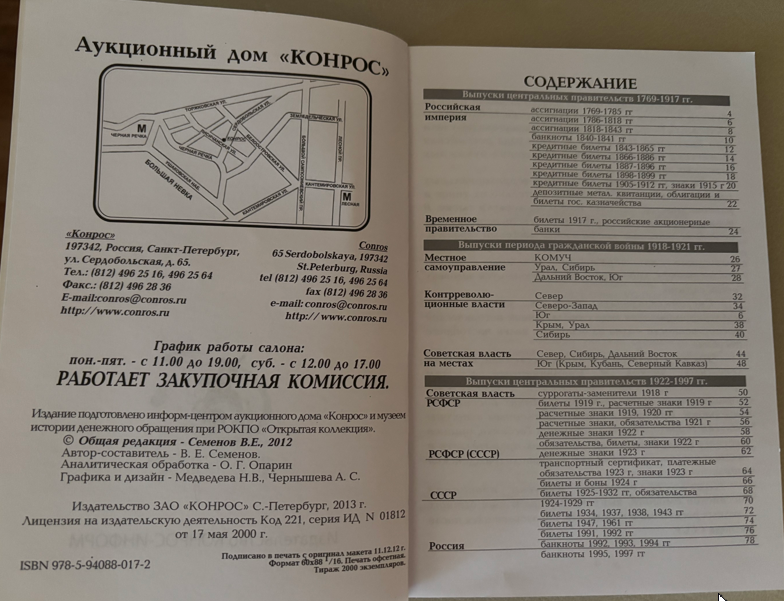 Аукционный дом «КОНРОС»
ТОРЖКОВСКАЯ УЛ.
ЗЕМЛЕДЕЛЬЧЕСКАЯ УЛ.
М
ЧЕРНАЯ РЕЧКА
ЧЕРНАЯ РЕЧКА
БОЛЬШАЯ НЕВКА
КАНТЕМИРОВСКАЯ УЛ.
КАНТЕМИРОВСКАЯ УЛ.
М
ЛЕСНАЯ
«Конрос»
197342, Россия, Санкт-Петербург,
ул. Сердобольская, д. 65.
Тел.: (812) 496 25 16, 496 25 64
Факс.: (812) 496 28 36
E-mail:conros@conros.ru
http://www.conros.ru
Conros
65 Serdobolskaya, 197342
St.Peterburg, Russia
tel (812) 496 25 16, 496 25 64
fax (812) 496 28 36
e-mail: conros@conros.ru
http://www.conros.ru
График работы салона:
пон.-пят. - с 11.00 до 19.00, суб. - с 12.00 до 17.00
РАБОТАЕТ ЗАКУПОЧНАЯ КОМИССИЯ.
Издание подготовлено информ-центром аукционного дома «Конрос» и музеем
истории денежного обращения при РОКПО «Открытая коллекция».
© Общая редакция - Семенов В.Е., 2012
Автор-составитель - В. Е. Семенов.
Аналитическая обработка - О. Г. Опарин
Графика и дизайн - Медведева Н.В., Чернышева А. С.
Издательство ЗАО «КОНРОС» С.-Петербург, 2013 г.
Лицензия на издательскую деятельность Код 221, серия ИД N 01812
от 17 мая 2000 г.
ISBN 978-5-94088-017-2
Подписано в печать с оригинал макета 11.12.12 г.
Формат 60x88 1/16. Печать офсетная.
Тираж 2000 экземпляров.
СОДЕРЖАНИЕ
Выпуски центральных правительств 1769-1917 гг.
Российская
империя
ассигнации 1769-1785 гг 4
ассигнации 1786-1818 гг 6
ассигнации 1818-1843 гг 8
банкноты 1840-1841 гг 10
кредитные билеты 1843-1865 гг 12
кредитные билеты 1866-1886 гг 14
кредитные билеты 1887-1896 гг 16
кредитные билеты 1898-1899 гг 18
кредитные билеты 1905-1912 гг, знаки 1915 г 20
депозитные метал. квитанции, облигации и
билеты гос. казначейства 22
Временное
правительство
билеты 1917 г., российские акционерные
банки 24
Выпуски периода гражданской войны 1918-1921 гг.
Местное
самоуправление
КОМУЧ 26
Урал, Сибирь 27
Дальний Восток, Юг 28
Контрреволю-
ционные власти
Север 32
Северо-Запад 34
Юг 6
Крым, Урал 38
Сибирь 40
Советская власть
на местах
Север, Сибирь, Дальний Восток 44
Юг (Крым, Кубань, Северный Кавказ) 48
Выпуски центральных правительств 1922-1997 гг.
Советская власть
РСФСР
суррогаты-заменители 1918 г 50
билеты 1919 г., расчетные знаки 1919 г 52
расчетные знаки 1919, 1920 гг 54
расчетные знаки, обязательства 1921 г 56
денежные знаки 1922 г 58
обязательства, билеты, знаки 1922 г 60
денежные знаки 1923 г 62
РСФСР (СССР)
транспортный сертификат, платежные
обязательства 1923 г, знаки 1923 г 64
билеты и боны 1924 г 66
СССР
билеты 1925-1932 гг, обязательства 68
1924-1929 гг 70
билеты 1934, 1937, 1938, 1943 гг 72
билеты 1947, 1961 гг 74
билеты 1991, 1992 гг 76
Россия
банкноты 1992, 1993, 1994 гг 78
банкноты 1995, 1997 гг